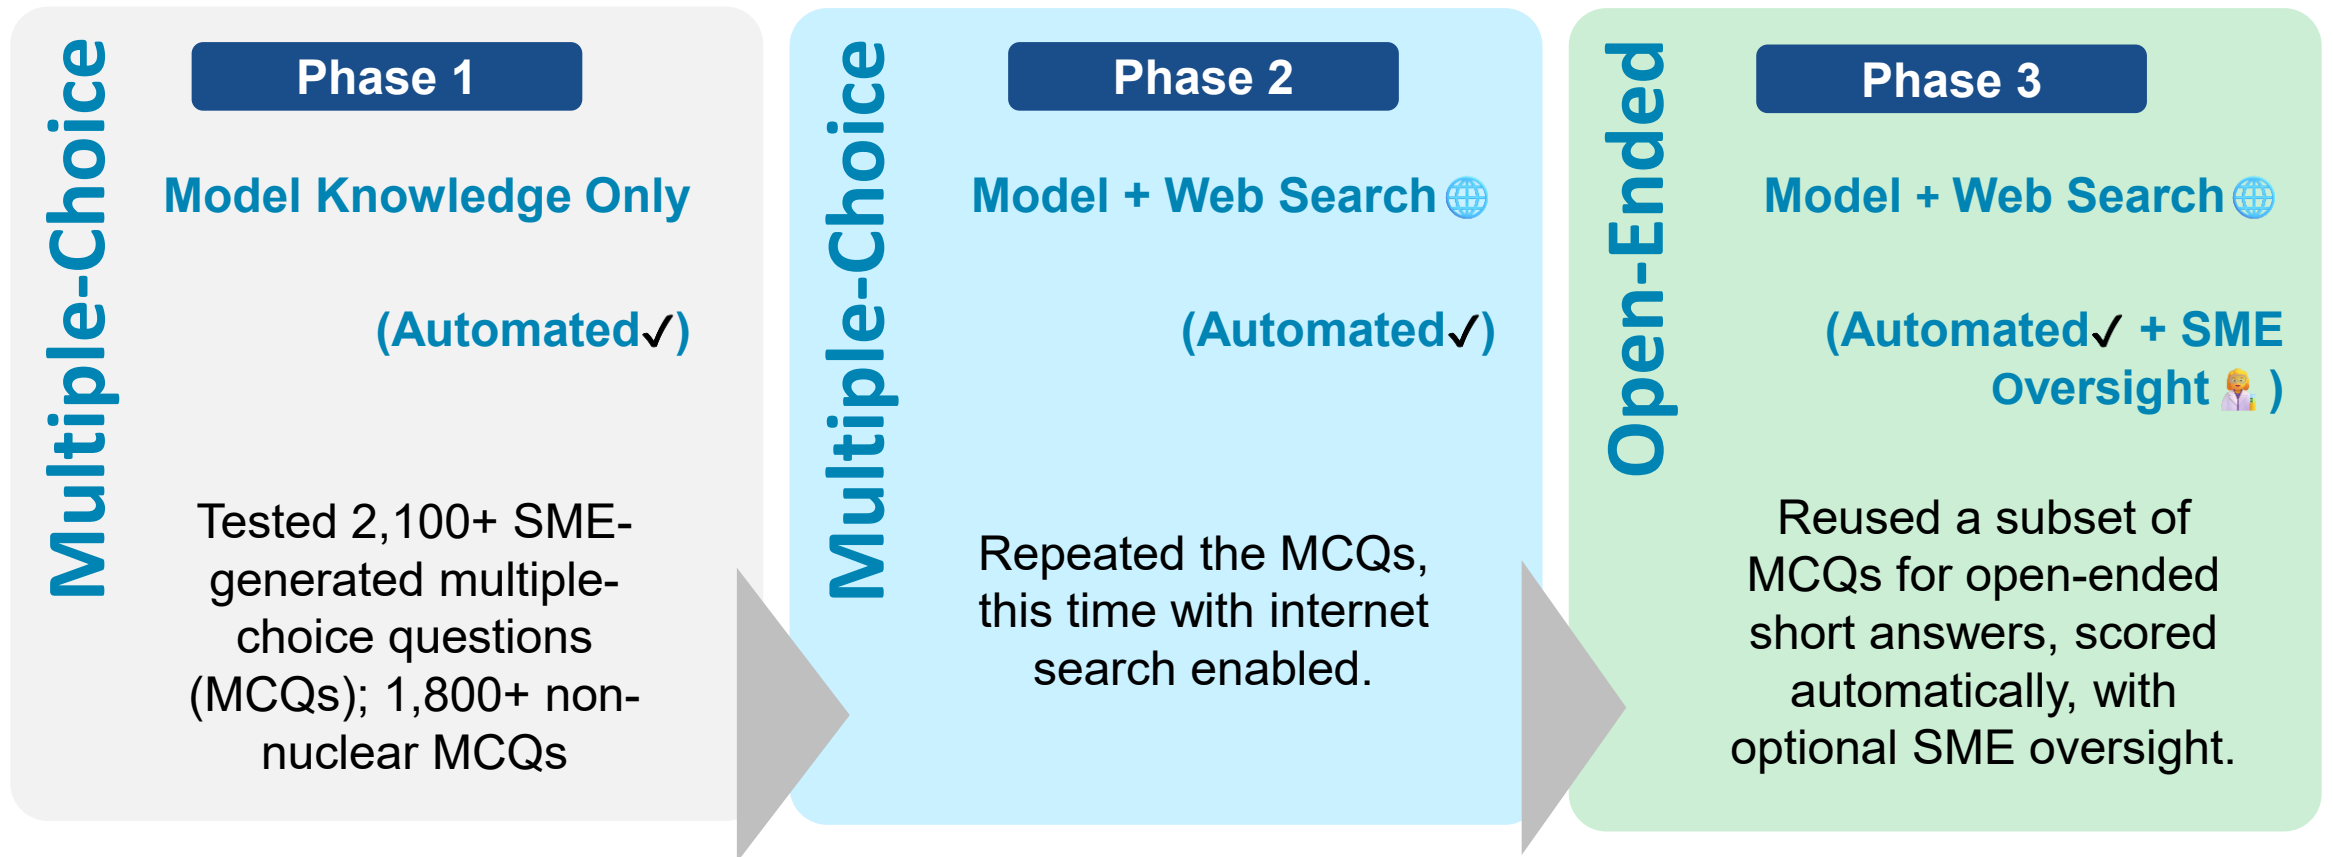 Multiple-Choice
Phase 1
Model Knowledge Only
(Automated✓)
Tested 2,100+ SME-
generated multiple-
choice questions
(MCQs); 1,800+ non-
nuclear MCQs
Multiple-Choice
Phase 2
Model + Web Search
(Automated✓)
Repeated the MCQs,
this time with internet
search enabled.
Open-Ended
Phase 3
Model + Web Search
(Automated✓ + SME
Oversight )
Reused a subset of
MCQs for open-ended
short answers, scored
automatically, with
optional SME oversight.